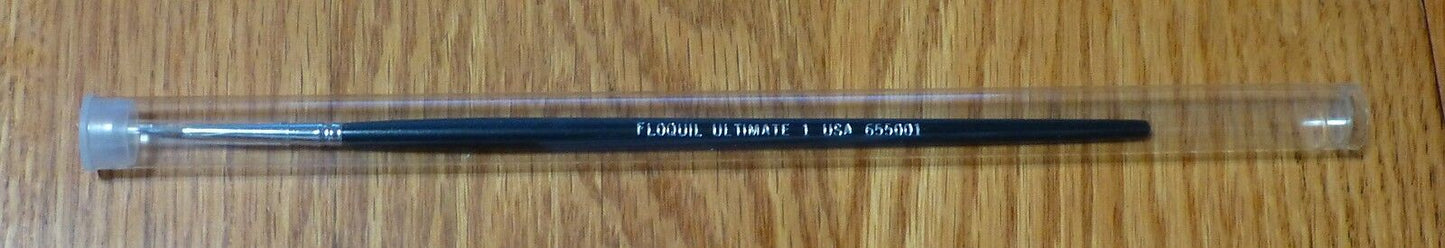 FLOQUIL ULTIMATE 1 USA 655001